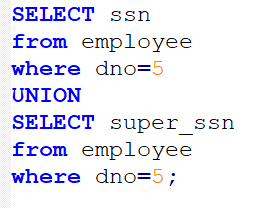 SELECT ssn
from employee
where dno=5
UNION
SELECT super_ssn
from employee
where dno=5;